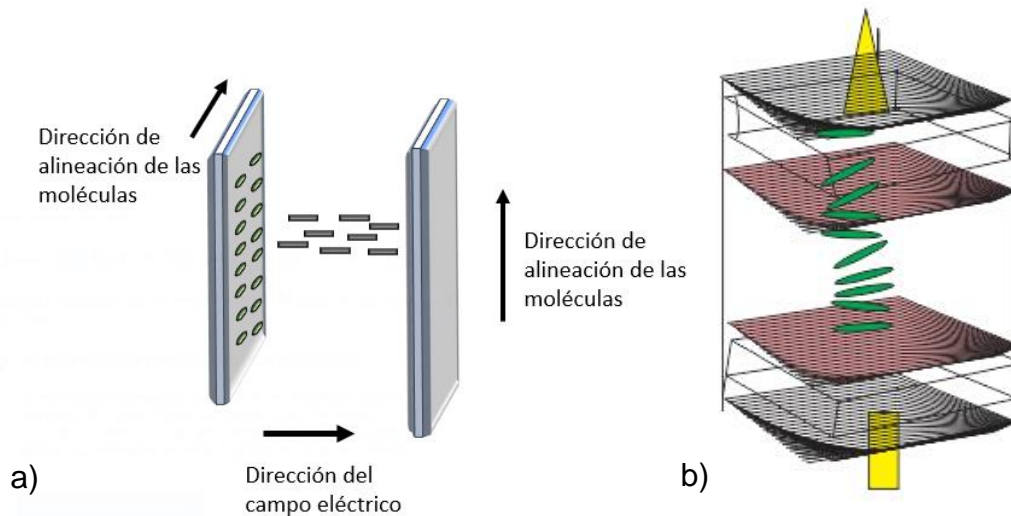 Dirección de
alineación de las
moléculas
Dirección de
alineación de las
moléculas
Dirección del
campo eléctrico
a)
b)